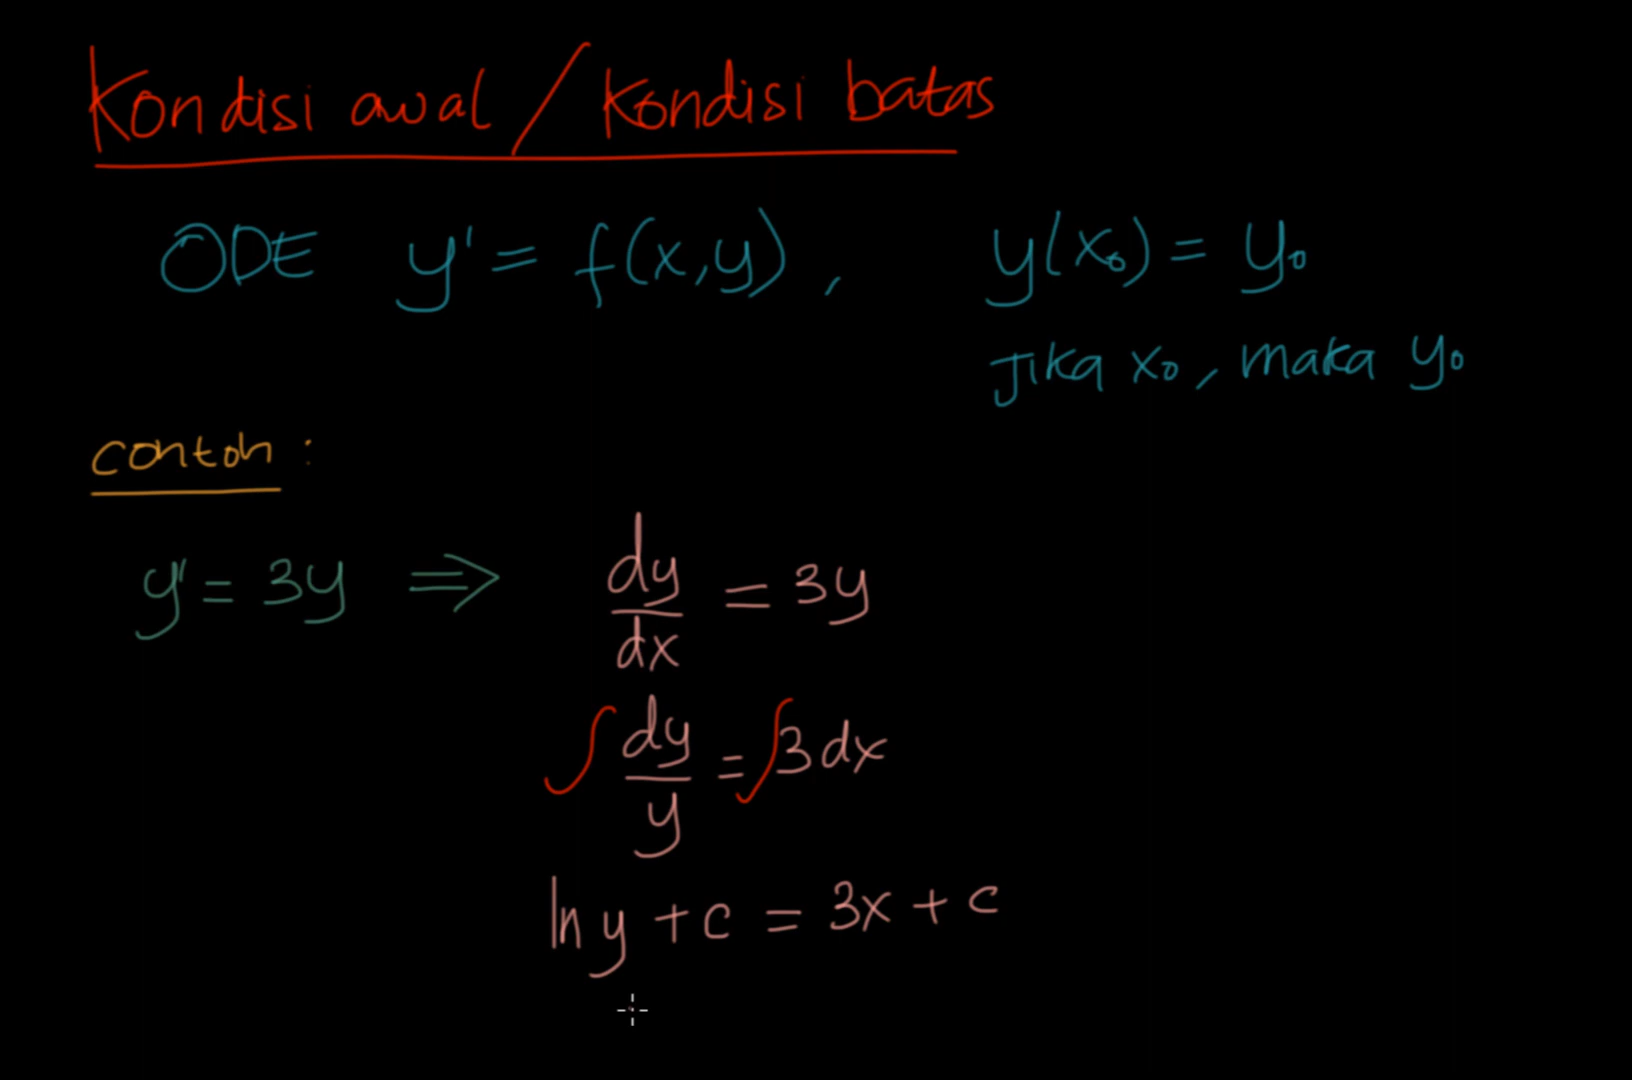 Kondisi awal / Kondisi batas
ODE y' = f(x,y), y(x₀) = y₀
Jika x₀, maka y₀
contoh :
y' = 3y ⇒ dy/dx = 3y
∫ dy/y = ∫ 3 dx
ln y + c = 3x + c